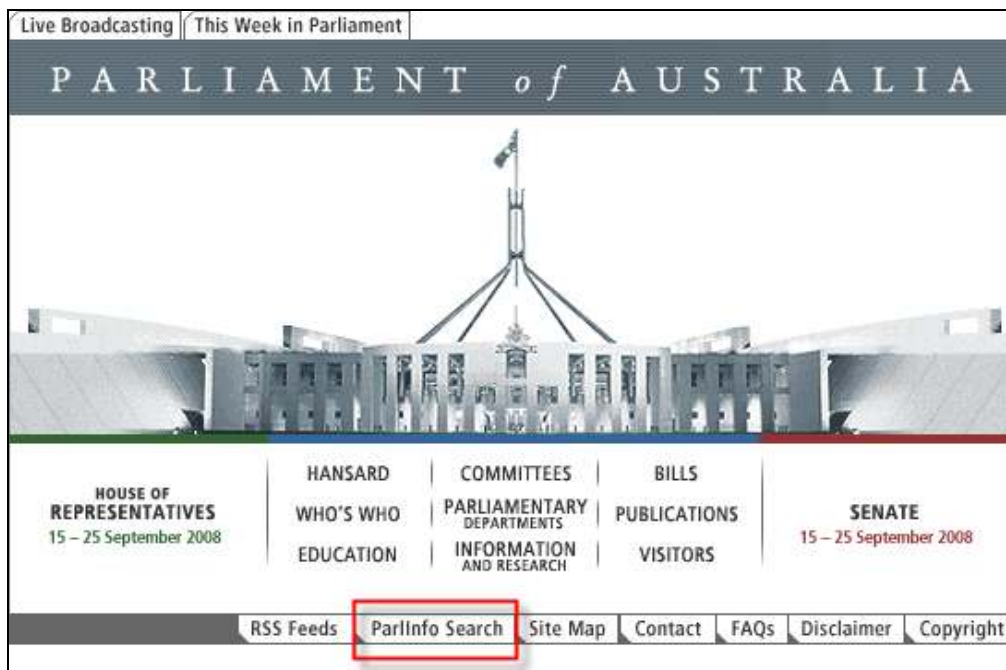 Live Broadcasting This Week in Parliament
PARLIAMENT of AUSTRALIA
HOUSE OF
REPRESENTATIVES
15 – 25 September 2008
HANSARD
WHO'S WHO
EDUCATION
COMMITTEES
PARLIAMENTARY
DEPARTMENTS
INFORMATION
AND RESEARCH
BILLS
PUBLICATIONS
VISITORS
SENATE
15 – 25 September 2008
RSS Feeds ParlInfo Search Site Map Contact FAQs Disclaimer Copyright